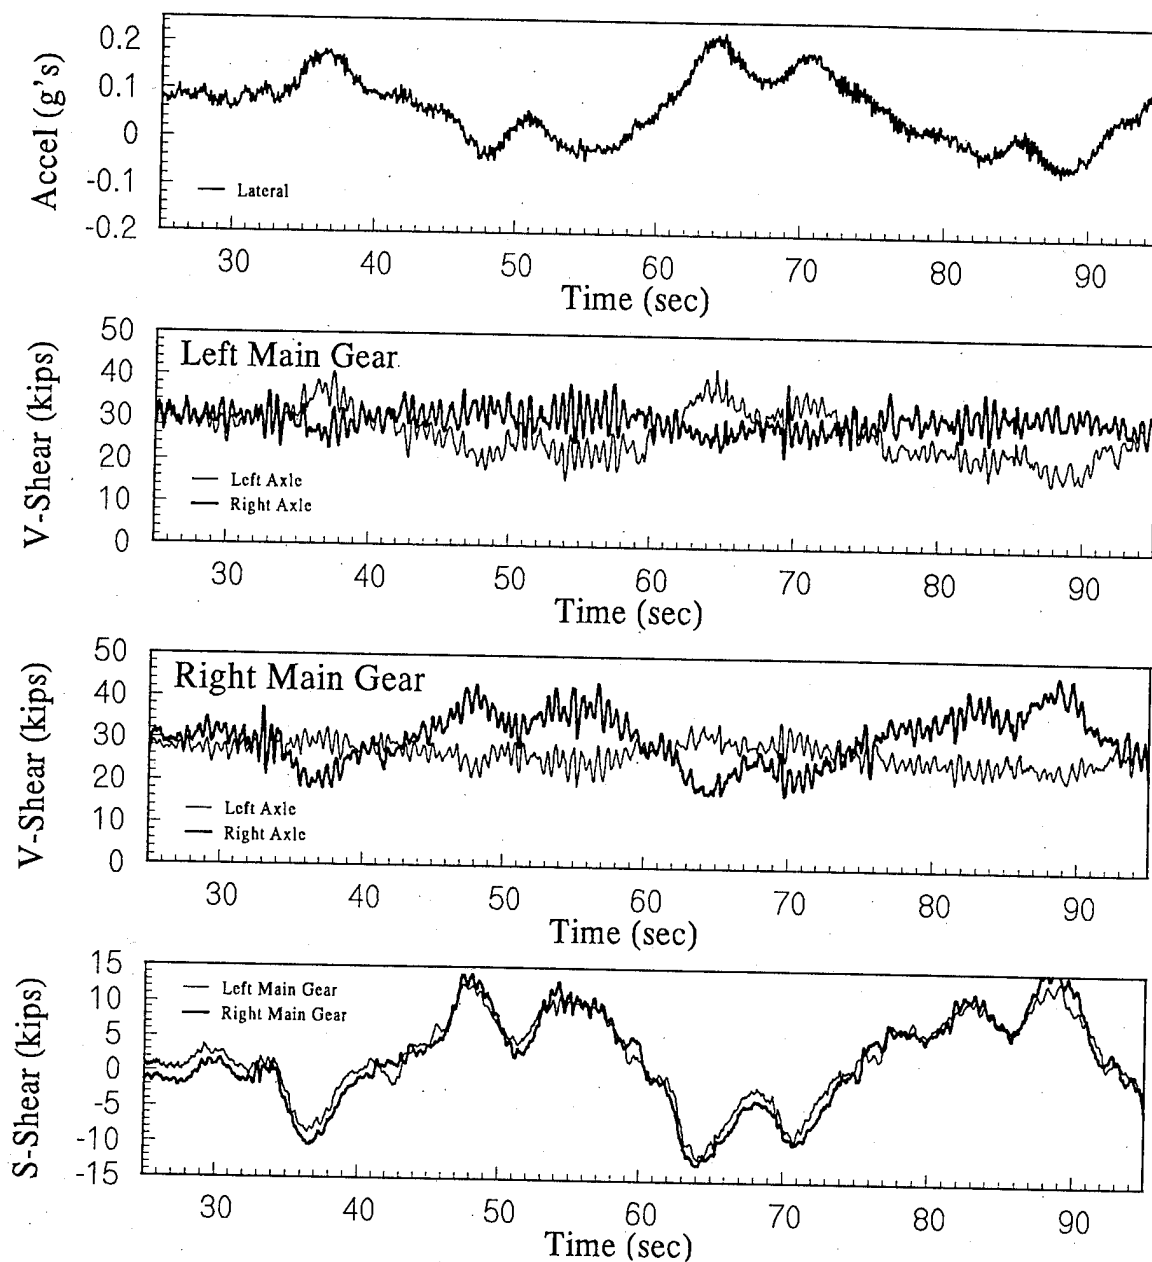 0.2
0.1
0
-0.1
-0.2
Accel (g's)
Lateral
30 40 50 60 70 80 90
Time (sec)
50
40
30
20
10
0
V-Shear (kips)
Left Main Gear
Left Axle
Right Axle
30 40 50 60 70 80 90
Time (sec)
50
40
30
20
10
0
V-Shear (kips)
Right Main Gear
Left Axle
Right Axle
30 40 50 60 70 80 90
Time (sec)
15
10
5
0
-5
-10
-15
S-Shear (kips)
Left Main Gear
Right Main Gear
30 40 50 60 70 80 90
Time (sec)